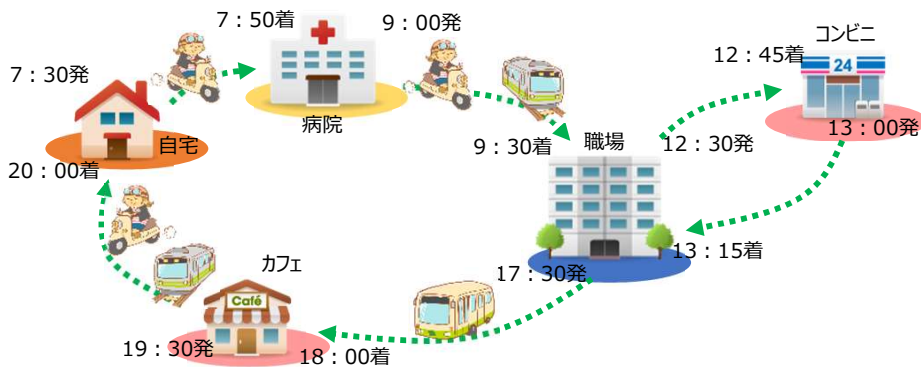 7：30発
自宅
7：50着
病院
9：00発
9：30着
職場
12：30発
コンビニ
24
12：45着
13：00発
13：15着
17：30発
カフェ
Café
18：00着
19：30発
20：00着